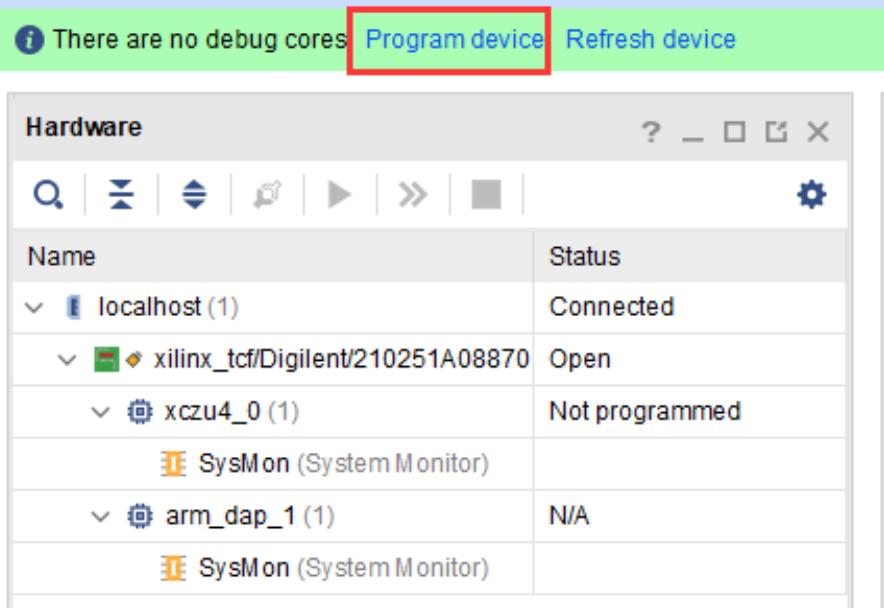 There are no debug cores Program device Refresh device
Hardware
Name Status
localhost (1) Connected
xilinx_tcf/Digilent/210251A08870 Open
xczu4_0 (1) Not programmed
SysMon (System Monitor)
arm_dap_1 (1) N/A
SysMon (System Monitor)